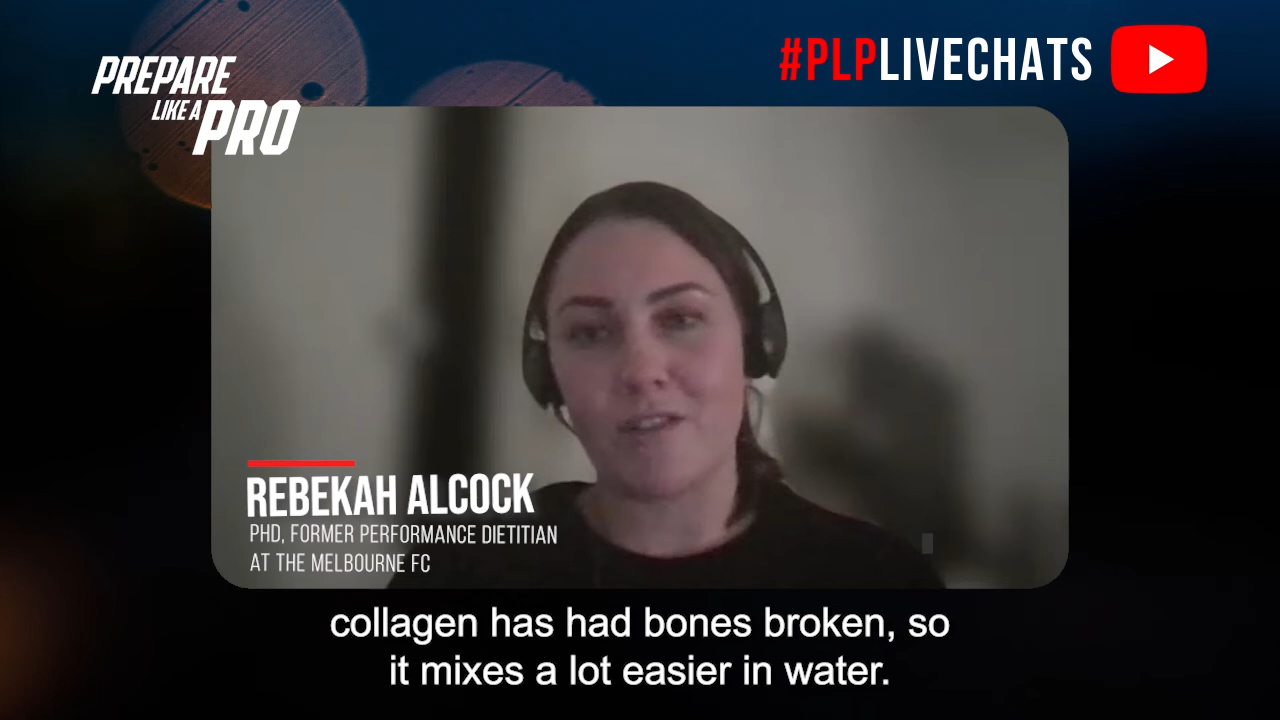 PREPARE
LIKE A
PRO
#PLPLIVECHATS
REBEKAH ALCOCK
PHD, FORMER PERFORMANCE DIETITIAN
AT THE MELBOURNE FC
collagen has had bones broken, so
it mixes a lot easier in water.